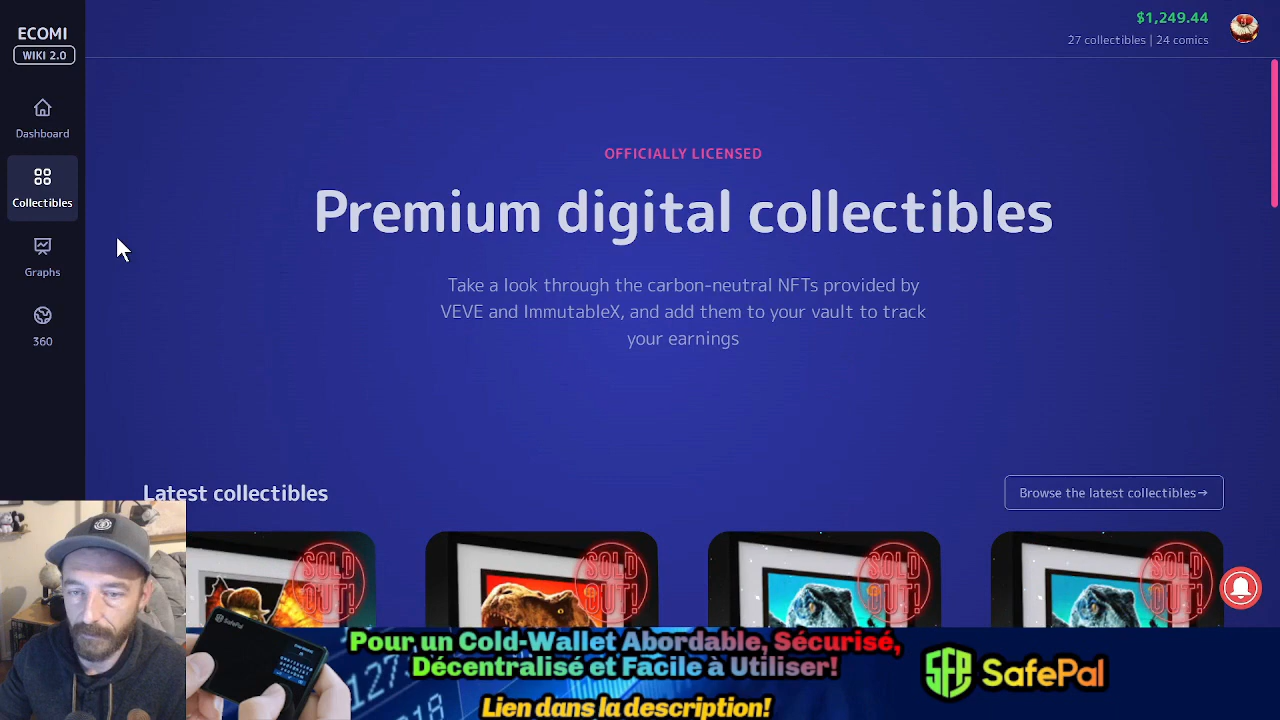 ECOMI
WIKI 2.0
$1,249.44
27 collectibles | 24 comics
Dashboard
Collectibles
Graphs
360
OFFICIALLY LICENSED
Premium digital collectibles
Take a look through the carbon-neutral NFTs provided by
VEVE and ImmutableX, and add them to your vault to track
your earnings
Latest collectibles
Browse the latest collectibles→
SOLD
OUT!
SOLD
OUT!
SOLD
OUT!
SOLD
OUT!
SafePal
Pour un Cold-Wallet Abordable, Sécurisé,
Décentralisé et Facile à Utiliser!
Lien dans la description!
SFP SafePal